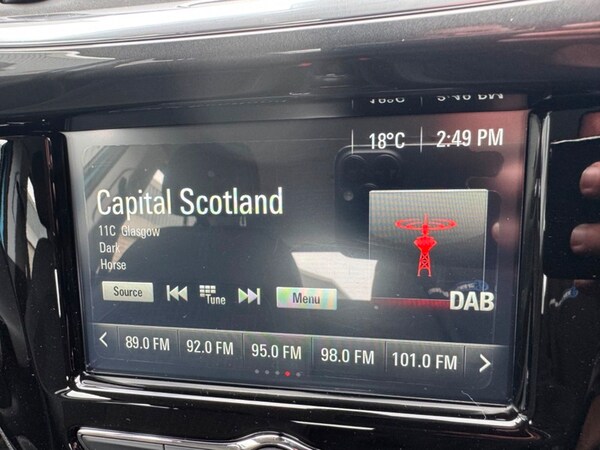 18°C 2:49 PM
Capital Scotland
11C Glasgow
Dark
Horse
Source Tune Menu
DAB
89.0 FM 92.0 FM 95.0 FM 98.0 FM 101.0 FM